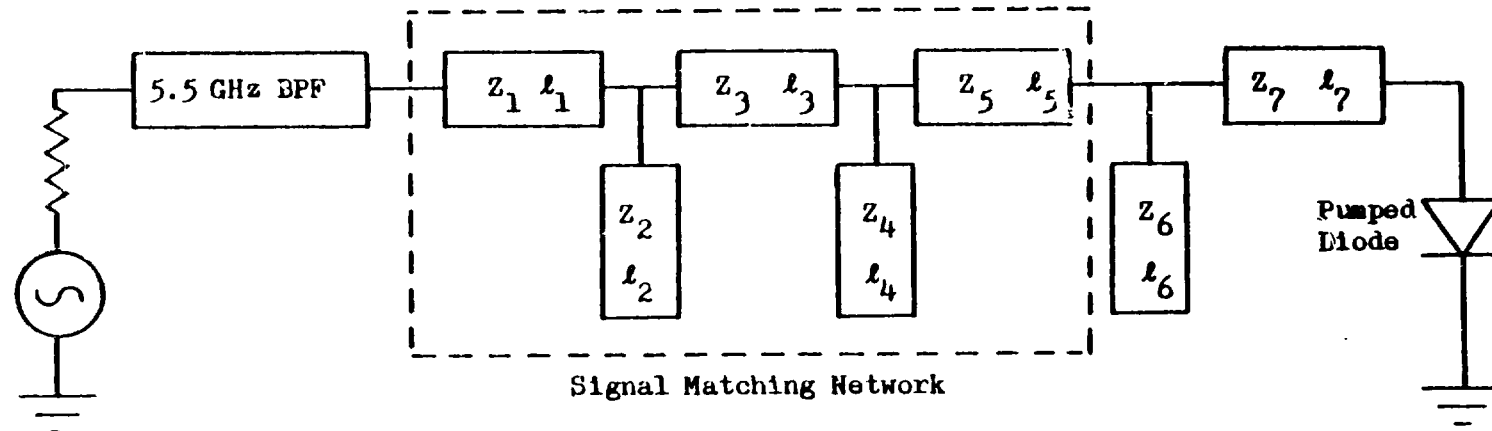 5.5 GHz BPF
Z₁ ℓ₁
Z₃ ℓ₃
Z₅ ℓ₅
Z₇ ℓ₇
Z₂
ℓ₂
Z₄
ℓ₄
Z₆
ℓ₆
Pumped
Diode
Signal Matching Network